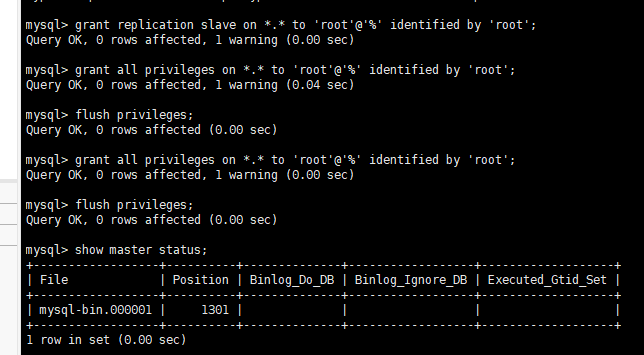 mysql> grant replication slave on *.* to 'root'@'%' identified by 'root';
Query OK, 0 rows affected, 1 warning (0.00 sec)
mysql> grant all privileges on *.* to 'root'@'%' identified by 'root';
Query OK, 0 rows affected, 1 warning (0.04 sec)
mysql> flush privileges;
Query OK, 0 rows affected (0.00 sec)
mysql> grant all privileges on *.* to 'root'@'%' identified by 'root';
Query OK, 0 rows affected, 1 warning (0.00 sec)
mysql> flush privileges;
Query OK, 0 rows affected (0.00 sec)
mysql> show master status;
+------------------+----------+--------------+------------------+-------------------+
| File             | Position | Binlog_Do_DB | Binlog_Ignore_DB | Executed_Gtid_Set |
+------------------+----------+--------------+------------------+-------------------+
| mysql-bin.000001 |     1301 |              |                  |                   |
+------------------+----------+--------------+------------------+-------------------+
1 row in set (0.00 sec)